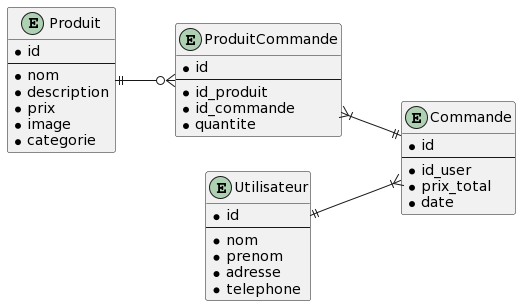 E Produit
id
nom
description
prix
image
categorie
E ProduitCommande
id
id_produit
id_commande
quantite
E Commande
id
id_user
prix_total
date
E Utilisateur
id
nom
prenom
adresse
telephone